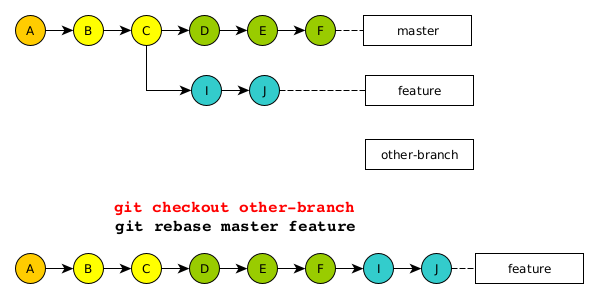 A B C D E F master
I J feature
other-branch
git checkout other-branch
git rebase master feature
A B C D E F I J feature